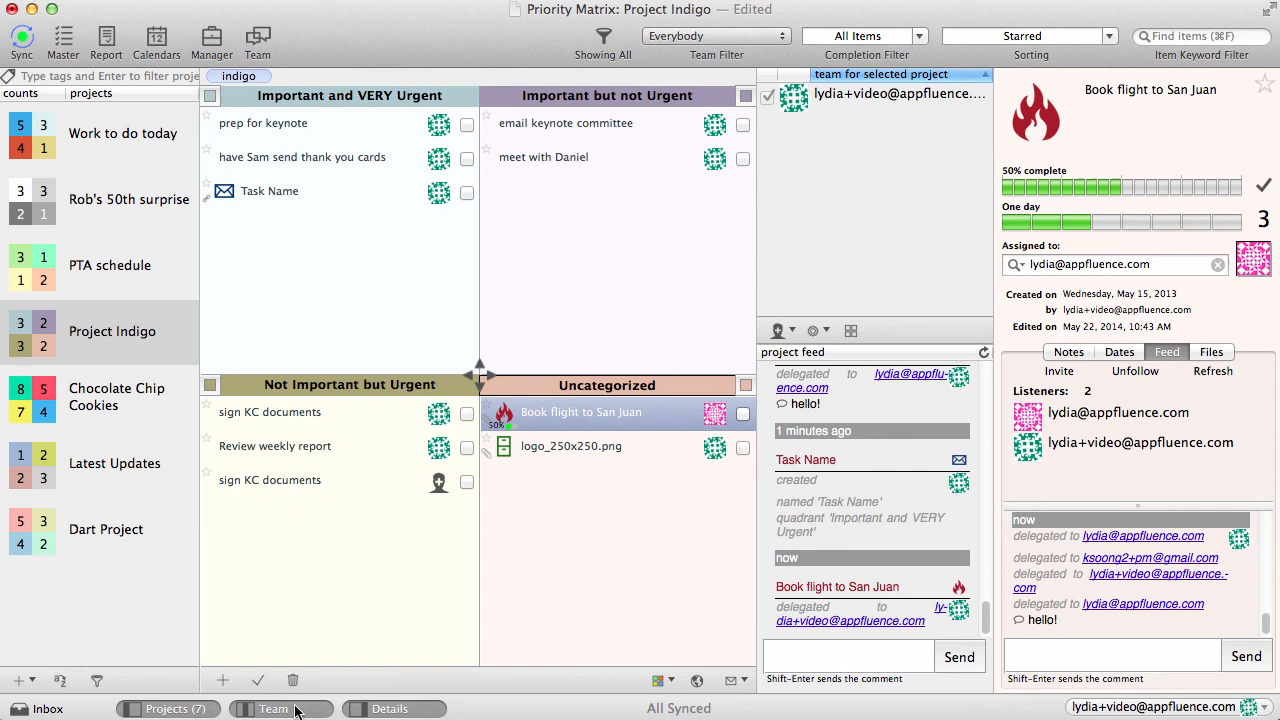 Priority Matrix: Project Indigo — Edited
Sync
Master
Report
Calendars
Manager
Team
Showing All
Everybody
Team Filter
All Items
Completion Filter
Starred
Sorting
Find items (⌘F)
Item Keyword Filter
Type tags and Enter to filter proje
indigo
counts
projects
5 3
4 1
Work to do today
3 3
2 1
Rob's 50th surprise
3 1
1 2
PTA schedule
3 2
3 2
Project Indigo
8 5
7 4
Chocolate Chip
Cookies
1 2
2 3
Latest Updates
5 3
4 2
Dart Project
Important and VERY Urgent
prep for keynote
have Sam send thank you cards
Task Name
Important but not Urgent
email keynote committee
meet with Daniel
Not Important but Urgent
sign KC documents
Review weekly report
sign KC documents
Uncategorized
Book flight to San Juan
50%
logo_250x250.png
team for selected project
lydia+video@appfluence....
project feed
delegated to lydia@appflu-
ence.com
hello!
1 minutes ago
Task Name
created
named 'Task Name'
quadrant 'Important and VERY
Urgent'
now
Book flight to San Juan
delegated to ly-
dia+video@appfluence.com
Send
Shift-Enter sends the comment
Book flight to San Juan
50% complete
One day
3
Assigned to:
lydia@appfluence.com
Created on Wednesday, May 15, 2013
by lydia+video@appfluence.com
Edited on May 22, 2014, 10:43 AM
Notes
Dates
Feed
Files
Invite
Unfollow
Refresh
Listeners: 2
lydia@appfluence.com
lydia+video@appfluence.com
now
delegated to lydia@appfluence.com
delegated to ksoong2+pm@gmail.com
delegated to lydia+video@appfluence.-
com
delegated to lydia@appfluence.com
hello!
Send
Shift-Enter sends the comment
Inbox
Projects (7)
Team
Details
All Synced
lydia+video@appfluence.com